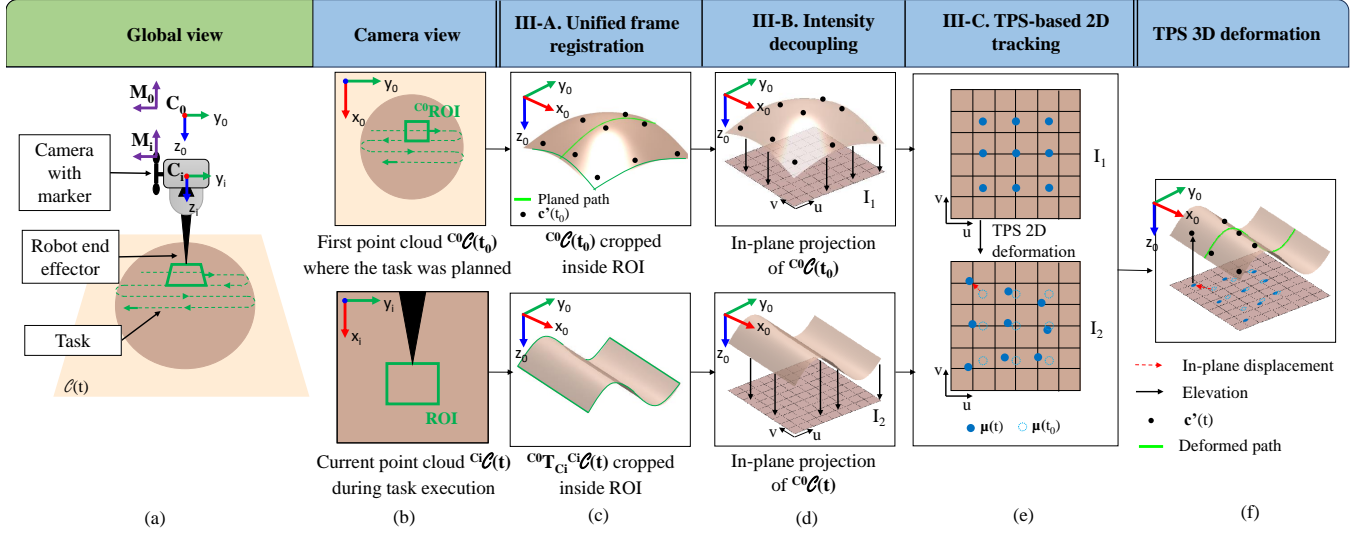 Global view
Camera view
III-A. Unified frame
registration
III-B. Intensity
decoupling
III-C. TPS-based 2D
tracking
TPS 3D deformation
M0
C0
y0
z0
Mi
Ci
yi
zi
Camera
with
marker
Robot end
effector
Task
𝒞(t)
(a)
y0
x0
C0ROI
First point cloud C0𝒞(t0)
where the task was planned
yi
xi
ROI
Current point cloud Ci𝒞(t)
during task execution
(b)
y0
x0
z0
Planed path
c’(t0)
C0𝒞(t0) cropped
inside ROI
y0
x0
z0
C0TCi Ci𝒞(t) cropped
inside ROI
(c)
y0
x0
z0
v
u
I1
In-plane projection
of C0𝒞(t0)
y0
x0
z0
v
u
I2
In-plane projection
of C0𝒞(t)
(d)
I1
v
u
TPS 2D
deformation
I2
v
u
μ(t)
μ(t0)
(e)
y0
x0
z0
In-plane displacement
Elevation
c’(t)
Deformed path
(f)